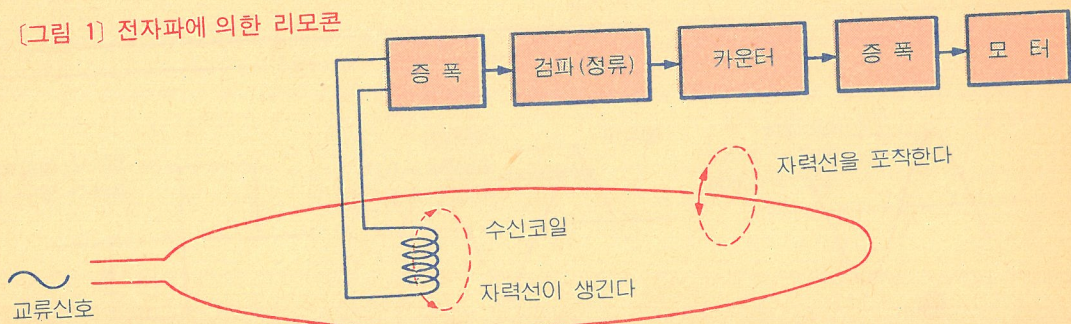 〔그림 1〕 전자파에 의한 리모콘
증 폭
검파(정류)
카운터
증 폭
모 터
자력선을 포착한다
수신코일
자력선이 생긴다
교류신호